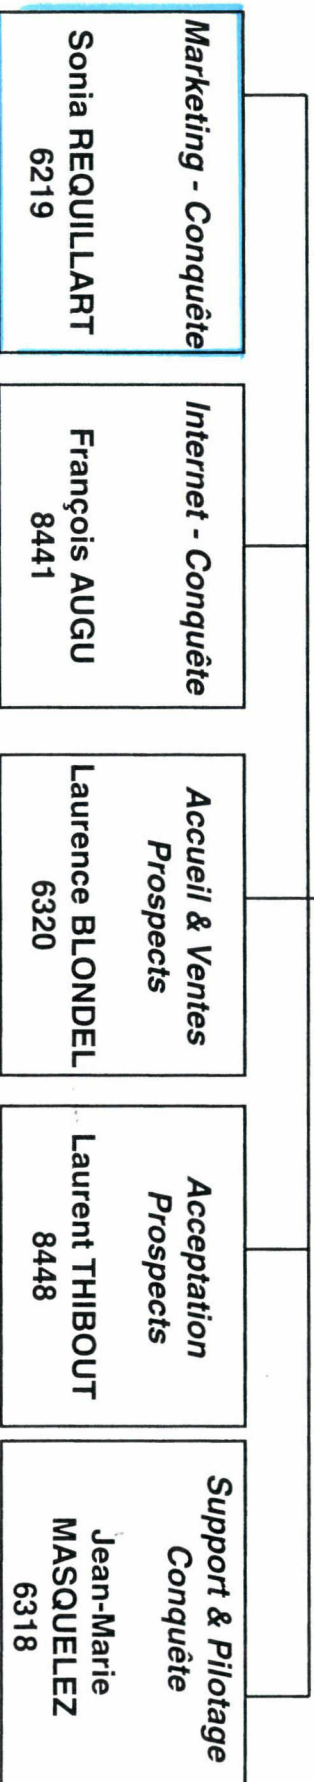 Marketing - Conquête
Sonia REQUILLART
6219
Internet - Conquête
François AUGU
8441
Accueil & Ventes
Prospects
Laurence BLONDEL
6320
Acceptation
Prospects
Laurent THIBOUT
8448
Support & Pilotage
Conquête
Jean-Marie
MASQUELEZ
6318